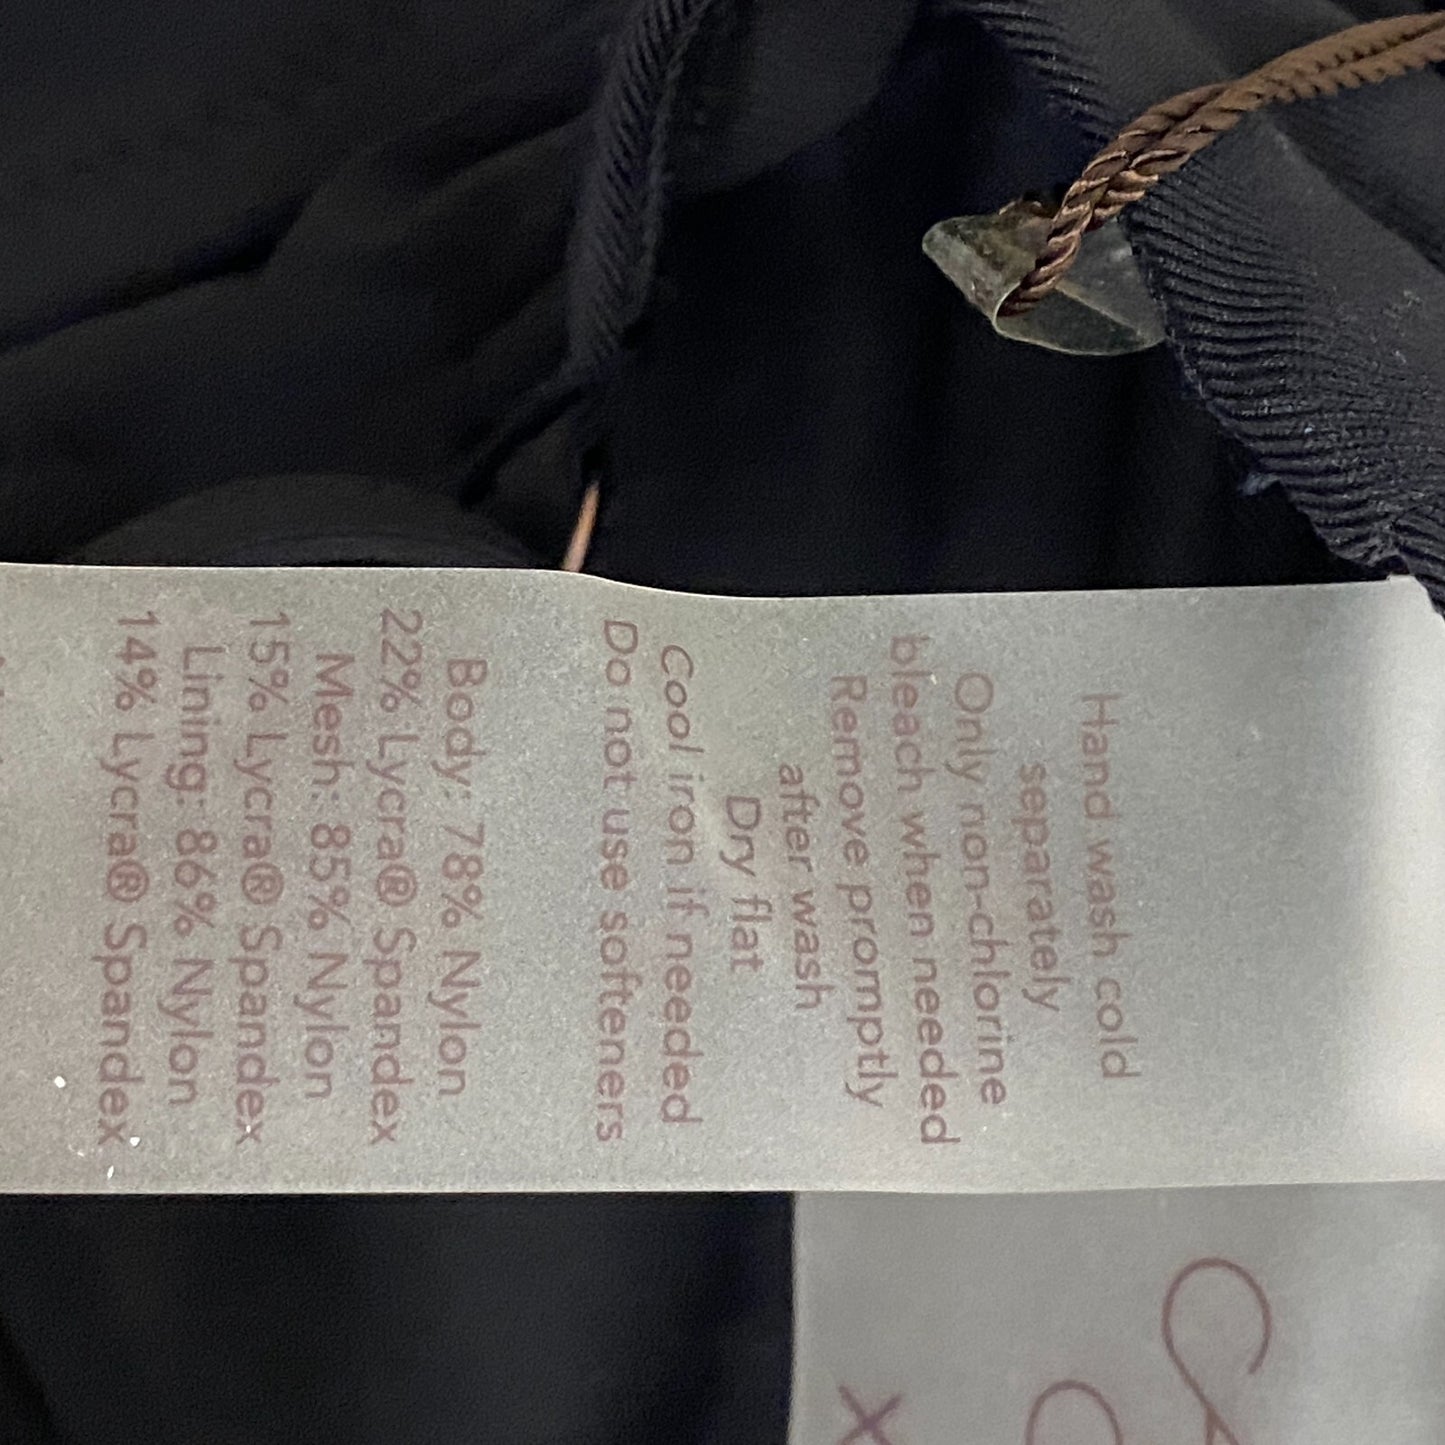 Hand wash cold
separately
Only non-chlorine
bleach when needed
Remove promptly
after wash
Dry flat
Cool iron if needed
Do not use softeners
Body: 78% Nylon
22% Lycra® Spandex
Mesh: 85% Nylon
15% Lycra® Spandex
Lining: 86% Nylon
14% Lycra® Spandex
x